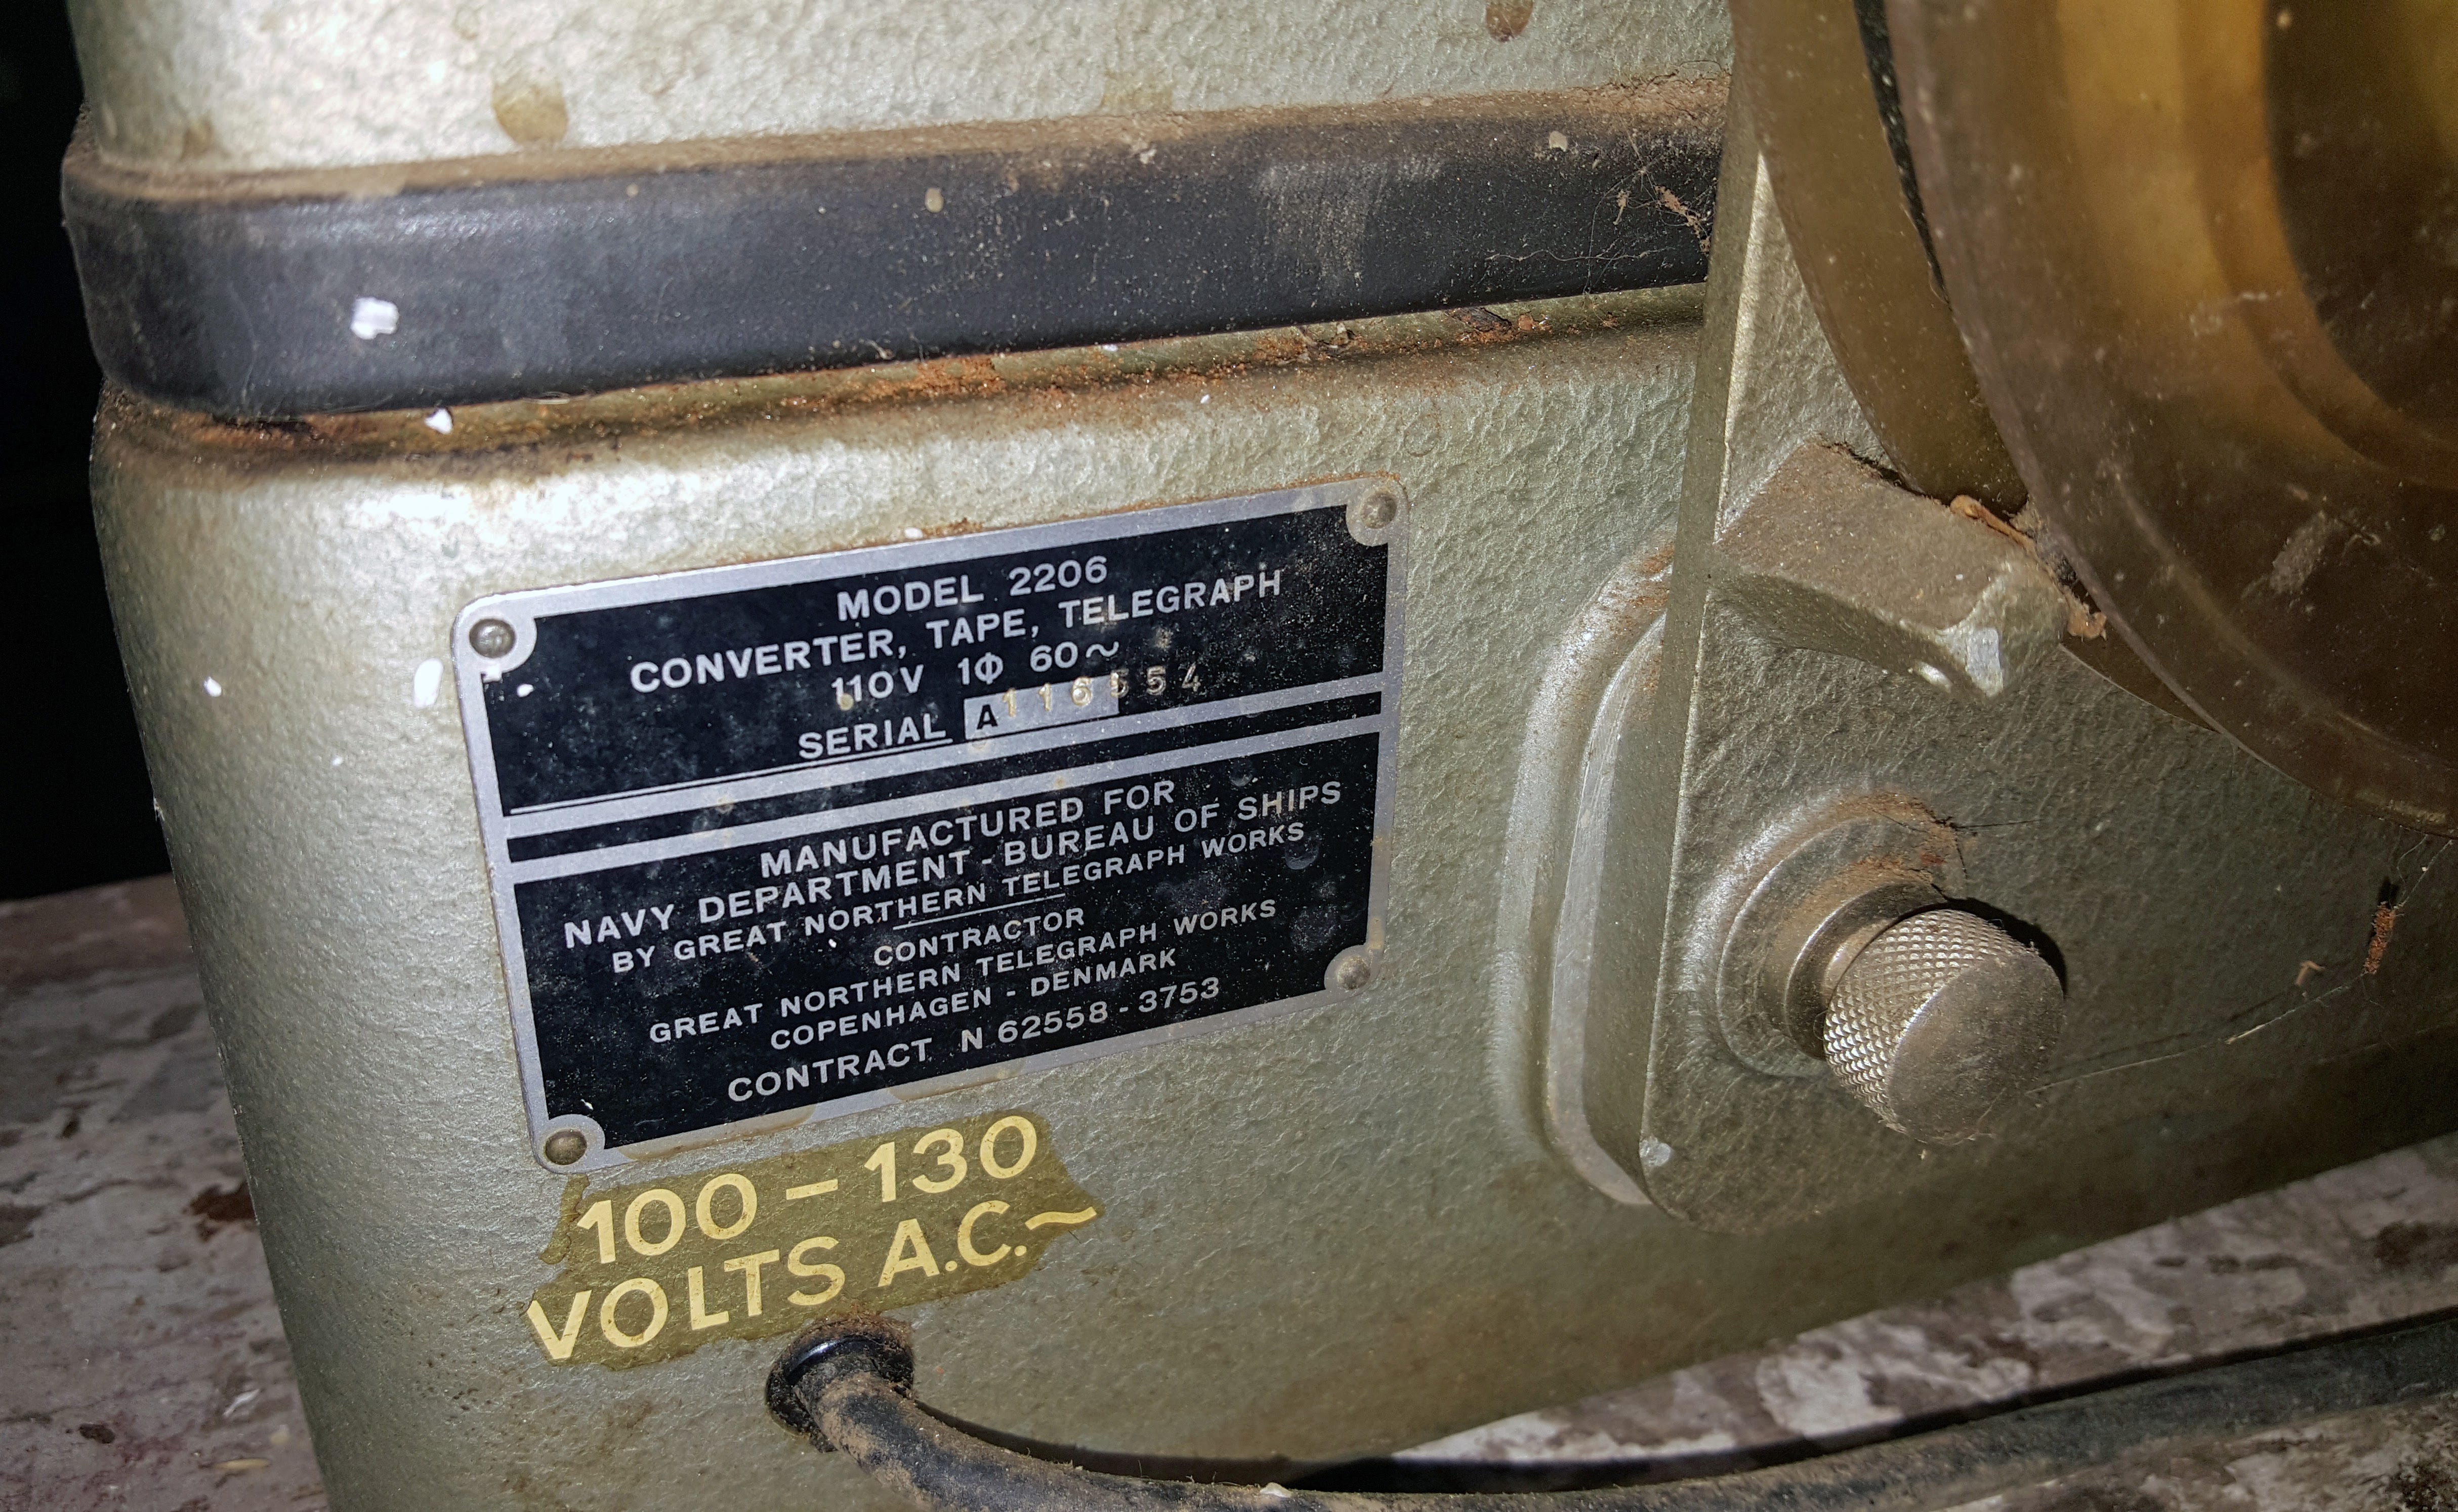 MODEL 2206
CONVERTER, TAPE, TELEGRAPH
110V 1Φ 60~
SERIAL A116554
MANUFACTURED FOR
NAVY DEPARTMENT - BUREAU OF SHIPS
BY GREAT NORTHERN TELEGRAPH WORKS
CONTRACTOR
GREAT NORTHERN TELEGRAPH WORKS
COPENHAGEN - DENMARK
CONTRACT N 62558 - 3753
100 – 130
VOLTS A.C.~